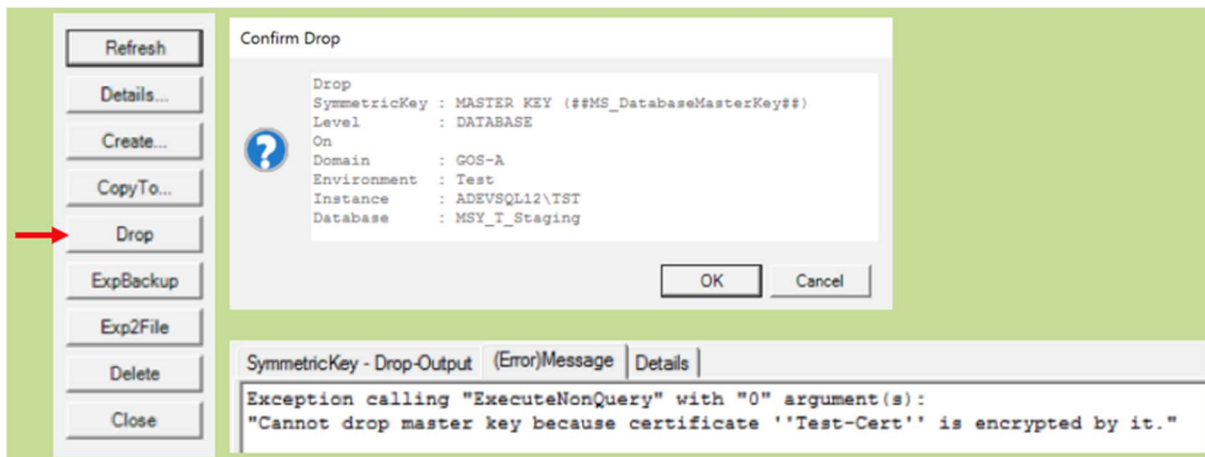 Refresh
Details...
Create...
CopyTo...
Drop
ExpBackup
Exp2File
Delete
Close
Confirm Drop
Drop
SymmetricKey : MASTER KEY (##MS_DatabaseMasterKey##)
Level : DATABASE
On
Domain : GOS-A
Environment : Test
Instance : ADEVSQL12\TST
Database : MSY_T_Staging
OK Cancel
SymmetricKey - Drop-Output (Error)Message Details
Exception calling "ExecuteNonQuery" with "0" argument(s):
"Cannot drop master key because certificate ''Test-Cert'' is encrypted by it."